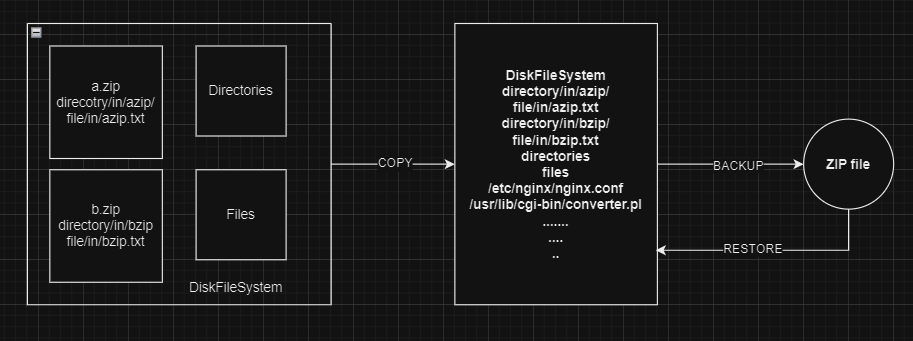 a.zip
direcotry/in/azip/
file/in/azip.txt
Directories
b.zip
directory/in/bzip
file/in/bzip.txt
Files
DiskFileSystem
COPY
DiskFileSystem
directory/in/azip/
file/in/azip.txt
directory/in/bzip/
file/in/bzip.txt
directories
files
/etc/nginx/nginx.conf
/usr/lib/cgi-bin/converter.pl
.......
....
..
BACKUP
ZIP file
RESTORE